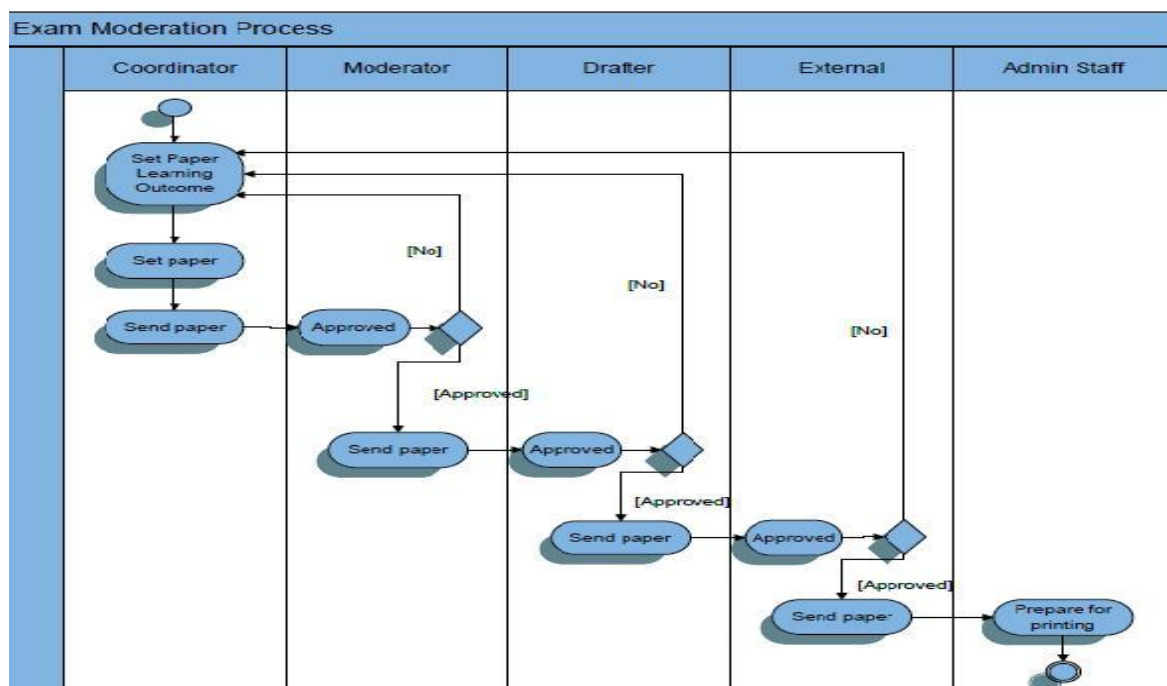 Exam Moderation Process
Coordinator
Moderator
Drafter
External
Admin Staff
Set Paper
Learning
Outcome
[No]
Set paper
[No]
Send paper
Approved
[No]
[Approved]
Send paper
Approved
[Approved]
Send paper
Approved
[Approved]
Send paper
Prepare for
printing